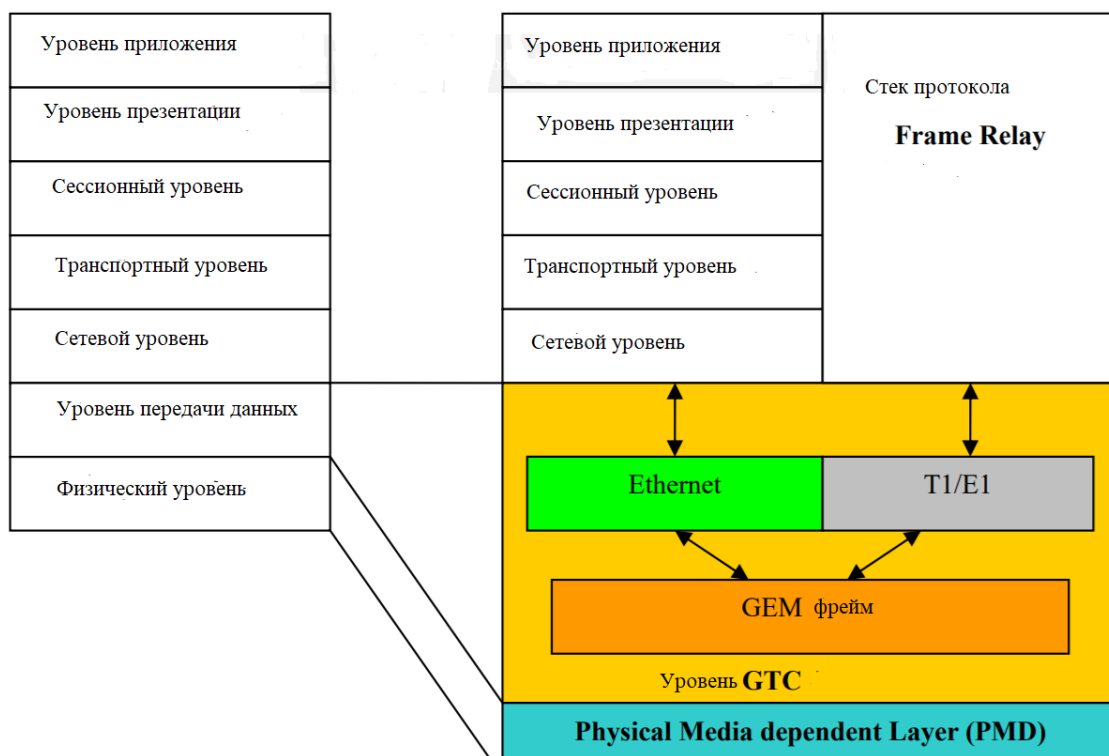 Уровень приложения
Уровень презентации
Сессионный уровень
Транспортный уровень
Сетевой уровень
Уровень передачи данных
Физический уровень
Уровень приложения
Уровень презентации
Сессионный уровень
Транспортный уровень
Сетевой уровень
Стек протокола
Frame Relay
Ethernet
T1/E1
GEM фрейм
Уровень GTC
Physical Media dependent Layer (PMD)